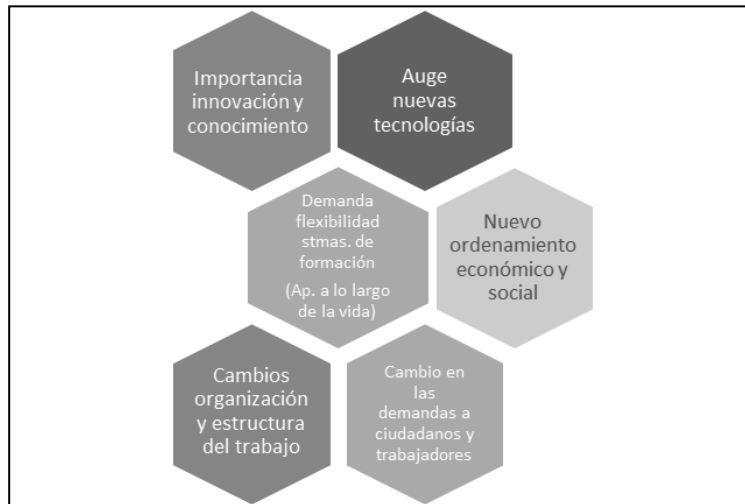 Importancia
innovación y
conocimiento
Auge
nuevas
tecnologías
Demanda
flexibilidad
stmas. de
formación
(Ap. a lo largo
de la vida)
Nuevo
ordenamiento
económico y
social
Cambios
organización
y estructura
del trabajo
Cambio en
las
demandas a
ciudadanos y
trabajadores